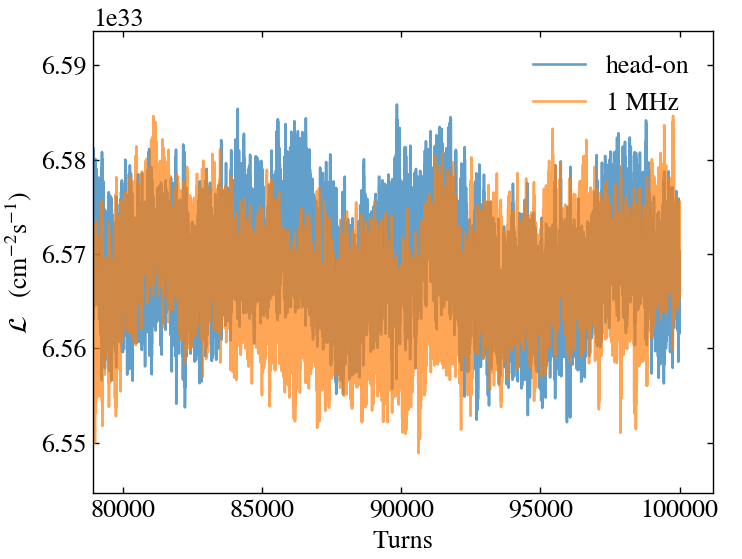 1e33
6.59
6.58
6.57
6.56
6.55
ℒ (cm⁻²s⁻¹)
head-on
1 MHz
80000 85000 90000 95000 100000
Turns